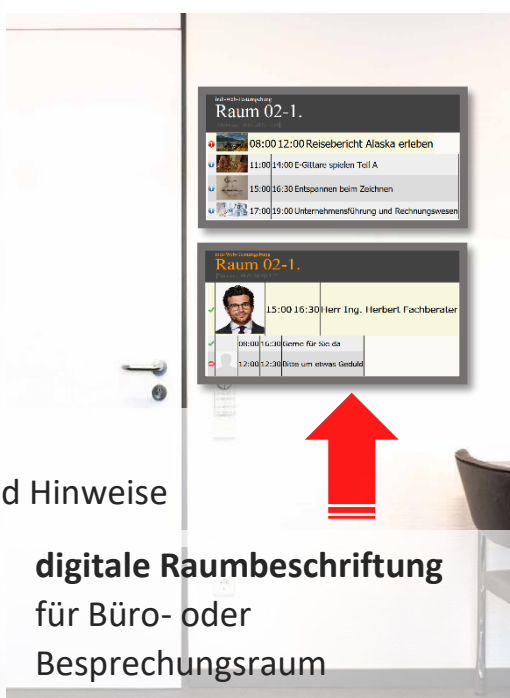 Raum 02-1.
08:00 12:00 Reisebericht Alaska erleben
11:00 14:00 E-Gittare spielen Teil A
15:00 16:30 Entspannen beim Zeichnen
17:00 19:00 Unternehmensführung und Rechnungswesen
Raum 02-1.
15:00 16:30 Herr Ing. Herbert Fachberater
08:00 16:30 Gerne für Sie da
12:00 12:30 Bitte um etwas Geduld
d Hinweise
digitale Raumbeschriftung
für Büro- oder
Besprechungsraum